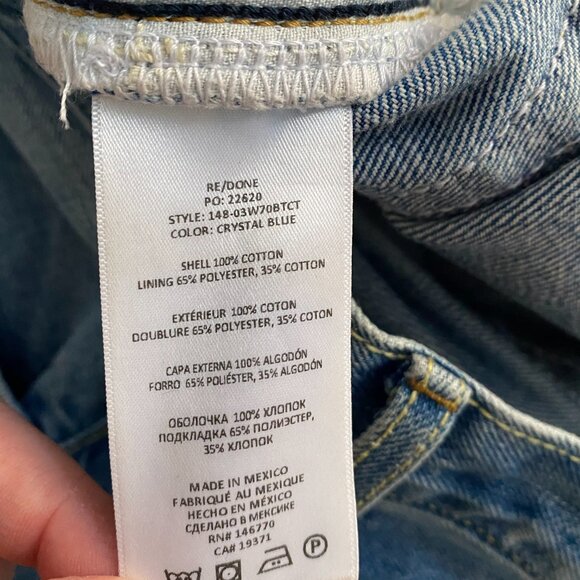 RE/DONE
PO: 22620
STYLE: 148-03W70BTCT
COLOR: CRYSTAL BLUE
SHELL 100% COTTON
LINING 65% POLYESTER, 35% COTTON
EXTÉRIEUR 100% COTON
DOUBLURE 65% POLYESTER, 35% COTON
CAPA EXTERNA 100% ALGODÓN
FORRO 65% POLIÉSTER, 35% ALGODÓN
ОБОЛОЧКА 100% ХЛОПОК
ПОДКЛАДКА 65% ПОЛИЭСТЕР,
35% ХЛОПОК
MADE IN MEXICO
FABRIQUÉ AU MEXIQUE
HECHO EN MÉXICO
СДЕЛАНО В МЕКСИКЕ
RN# 146770
CA# 19371
P